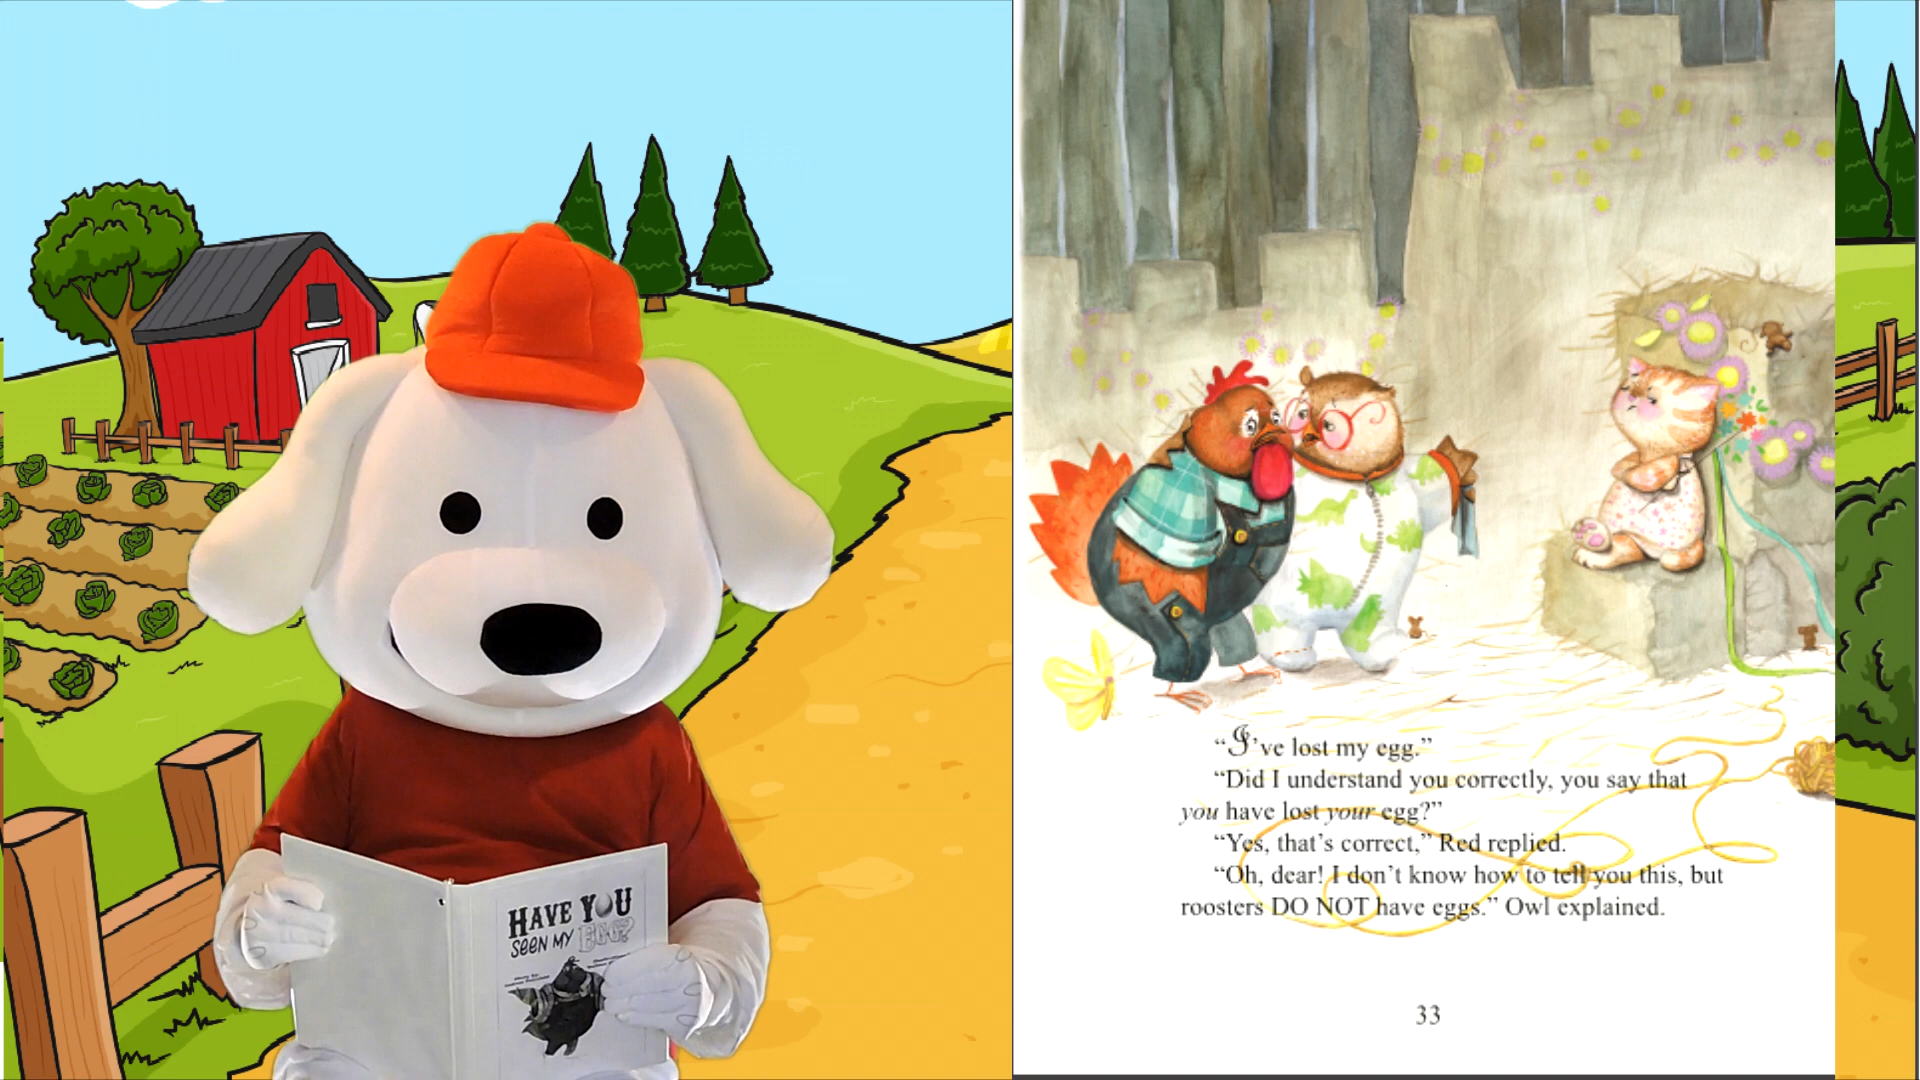 HAVE YOU
SEEN MY EGG?
“I’ve lost my egg.”
“Did I understand you correctly, you say that
you have lost your egg?”
“Yes, that’s correct,” Red replied.
“Oh, dear! I don’t know how to tell you this, but
roosters DO NOT have eggs.” Owl explained.
33